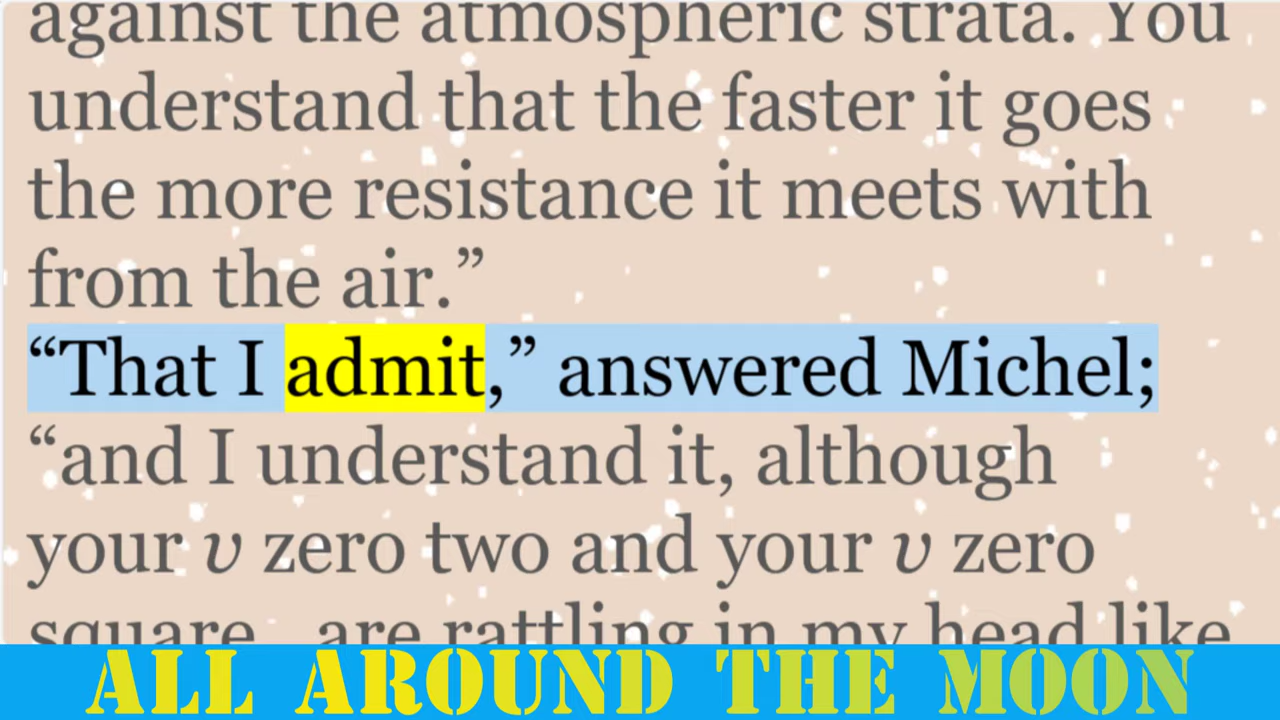 against the atmospheric strata. You
understand that the faster it goes
the more resistance it meets with
from the air.”
“That I admit,” answered Michel;
“and I understand it, although
your v zero two and your v zero
square are rattling in my head like
ALL AROUND THE MOON